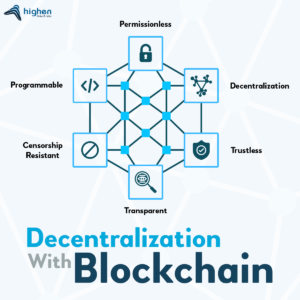 highen
Permissionless
Programmable
Decentralization
Censorship
Resistant
Trustless
Transparent
Decentralization
With Blockchain